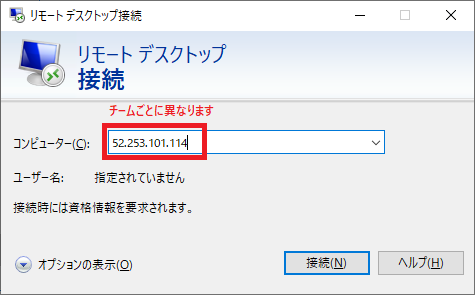 リモート デスクトップ接続
リモート デスクトップ
接続
チームごとに異なります
コンピューター(C):
52.253.101.114
ユーザー名: 指定されていません
接続時には資格情報を要求されます。
オプションの表示(O)
接続(N)
ヘルプ(H)